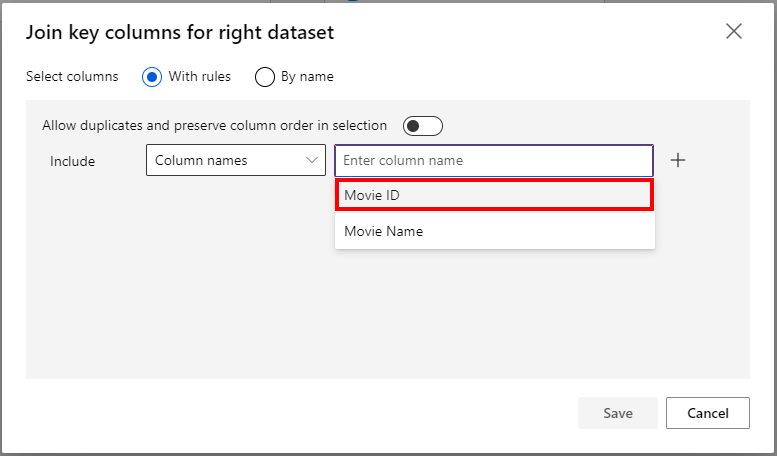 Join key columns for right dataset
Select columns With rules By name
Allow duplicates and preserve column order in selection
Include Column names Enter column name
Movie ID
Movie Name
Save Cancel